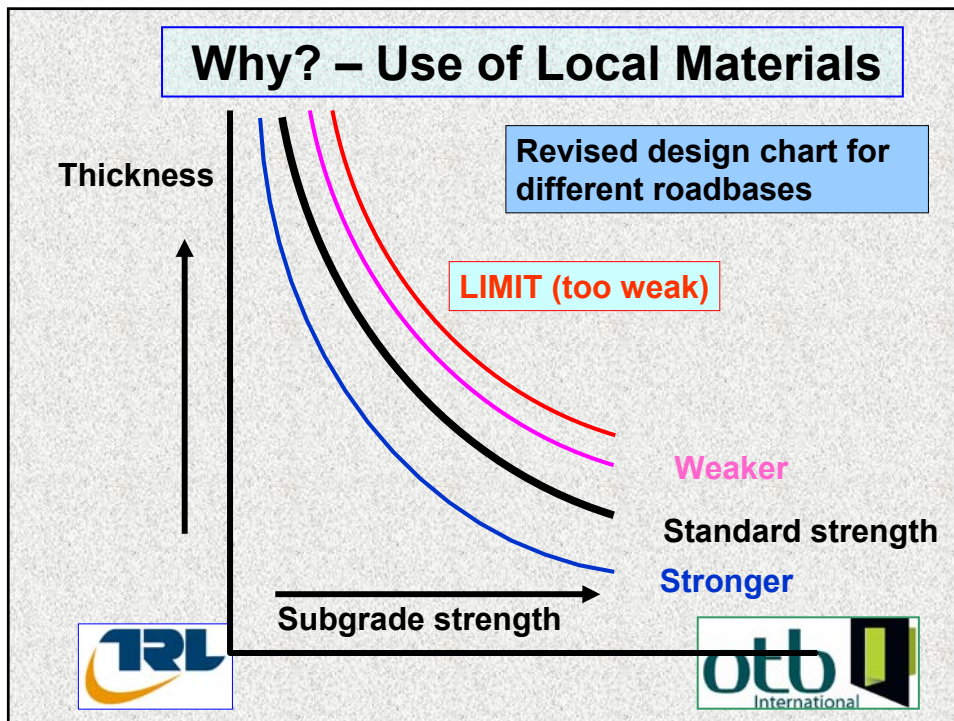 Why? – Use of Local Materials
Thickness
Revised design chart for
different roadbases
LIMIT (too weak)
Weaker
Standard strength
Stronger
Subgrade strength
TRL
otb
International